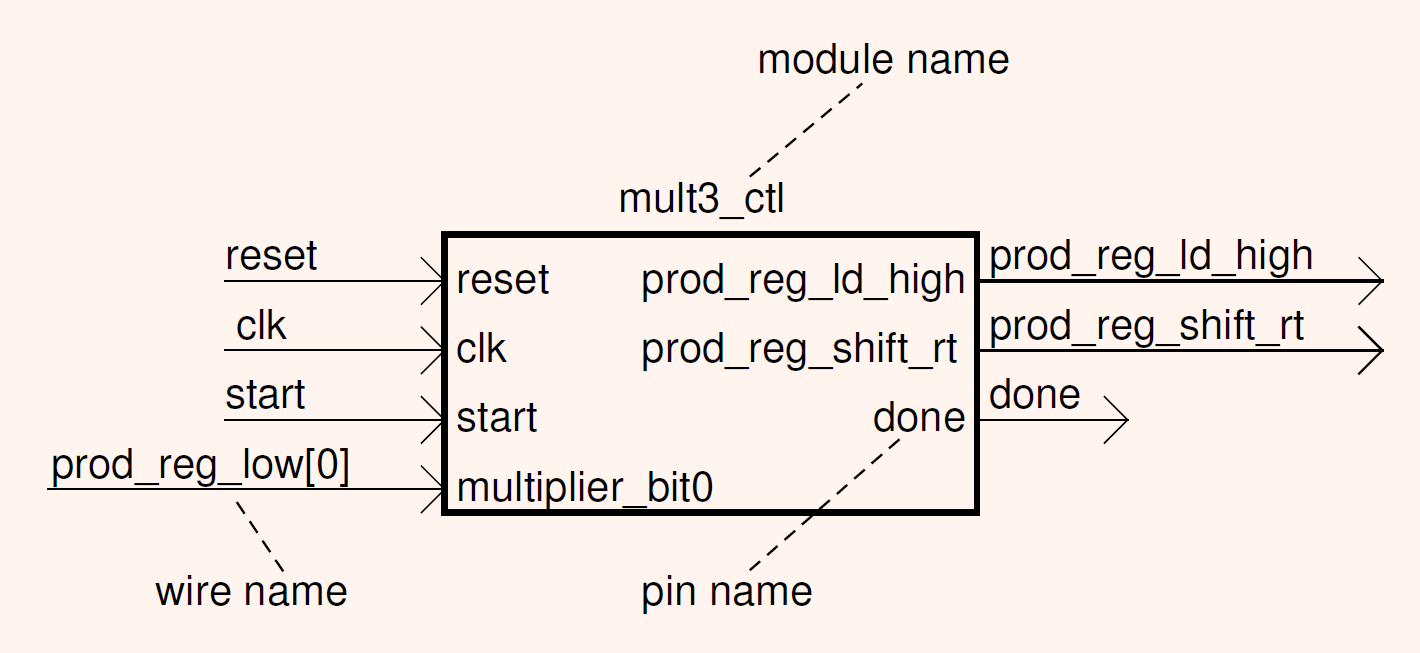 module name
mult3_ctl
reset
reset
prod_reg_ld_high
prod_reg_ld_high
clk
clk
prod_reg_shift_rt
prod_reg_shift_rt
start
start
done
done
prod_reg_low[0]
multiplier_bit0
wire name
pin name